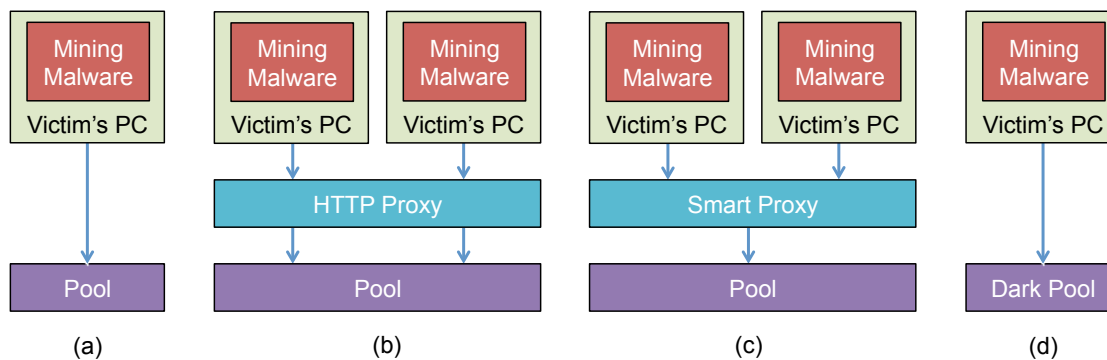 Mining
Malware
Victim's PC
Pool
(a)
Mining
Malware
Victim's PC
Mining
Malware
Victim's PC
HTTP Proxy
Pool
(b)
Mining
Malware
Victim's PC
Mining
Malware
Victim's PC
Smart Proxy
Pool
(c)
Mining
Malware
Victim's PC
Dark Pool
(d)